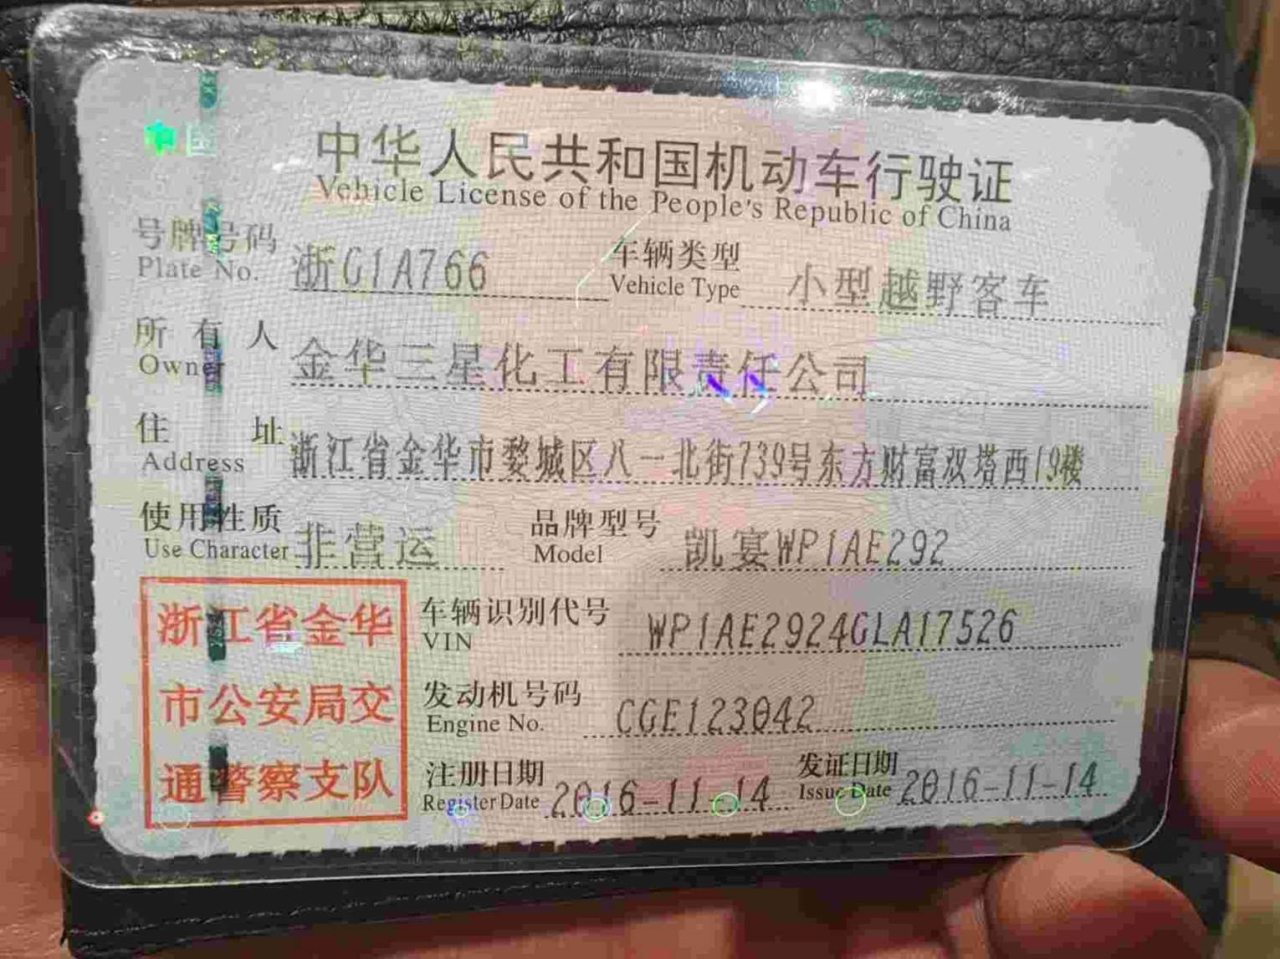 中国
中华人民共和国机动车行驶证
Vehicle License of the People's Republic of China
号牌号码 浙G1A766 车辆类型 小型越野客车
Plate No. Vehicle Type
所有人 金华三星化工有限责任公司
Owner
住址 浙江省金华市婺城区八一北街739号东方财富双塔西19楼
Address
使用性质 非营运 品牌型号 凯宴WP1AE292
Use Character Model
浙江省金华
市公安局交
通警察支队
车辆识别代号 WP1AE2924GLA17526
VIN
发动机号码 CGE123042
Engine No.
注册日期 2016-11-14 发证日期 2016-11-14
Register Date Issue Date